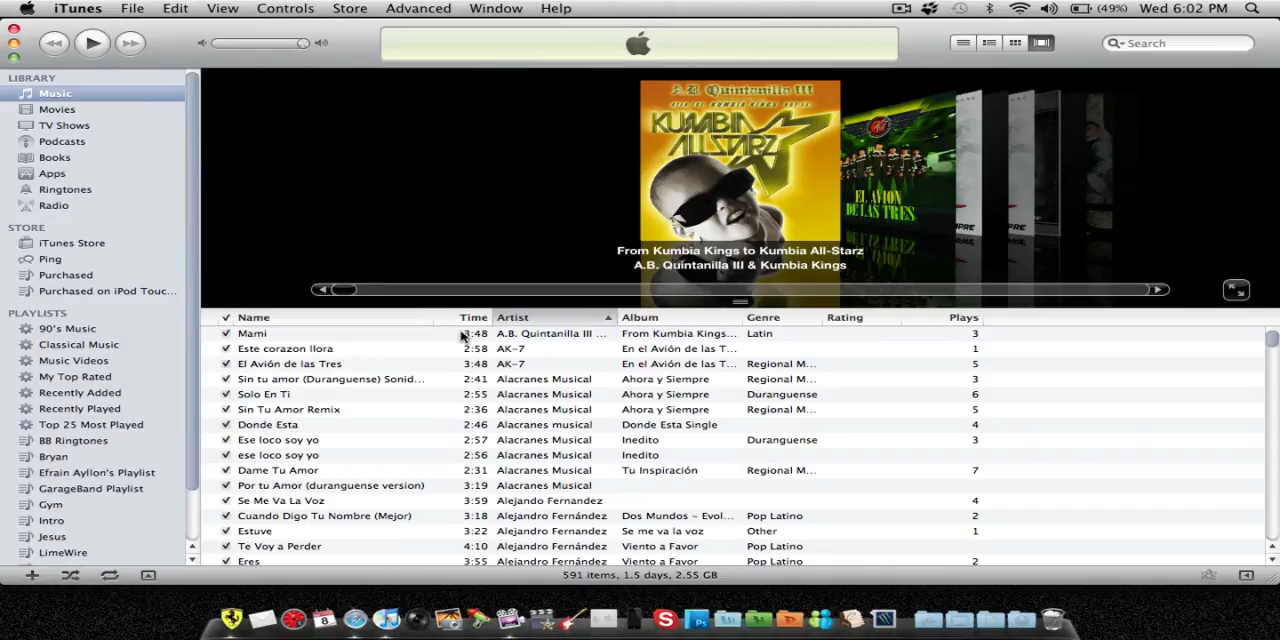 iTunes File Edit View Controls Store Advanced Window Help (49%) Wed 6:02 PM
Search
LIBRARY
Music
Movies
TV Shows
Podcasts
Books
Apps
Ringtones
Radio
STORE
iTunes Store
Ping
Purchased
Purchased on iPod Touc...
PLAYLISTS
90's Music
Classical Music
Music Videos
My Top Rated
Recently Added
Recently Played
Top 25 Most Played
BB Ringtones
Bryan
Efrain Ayllon's Playlist
GarageBand Playlist
Gym
Intro
Jesus
LimeWire
A.B. Quintanilla III
KUMBIA
ALLSTARZ
EL AVION
DE LAS TRES
From Kumbia Kings to Kumbia All-Starz
A.B. Quintanilla III & Kumbia Kings
Name Time Artist Album Genre Rating Plays
Mami 3:48 A.B. Quintanilla III ... From Kumbia Kings... Latin 3
Este corazon llora 2:58 AK-7 En el Avión de las T... 1
El Avión de las Tres 3:48 AK-7 En el Avión de las T... Regional M... 5
Sin tu amor (Duranguense) Sonid... 2:41 Alacranes Musical Ahora y Siempre Regional M... 3
Solo En Ti 2:55 Alacranes Musical Ahora y Siempre Duranguense 6
Sin Tu Amor Remix 2:36 Alacranes Musical Ahora y Siempre Regional M... 5
Donde Esta 2:46 Alacranes musical Donde Esta Single 4
Ese loco soy yo 2:57 Alacranes Musical Inedito Duranguense 3
ese loco soy yo 2:56 Alacranes Musical Inedito
Dame Tu Amor 2:31 Alacranes Musical Tu Inspiración Regional M... 7
Por tu Amor (duranguense version) 3:19 Alacranes Musical
Se Me Va La Voz 3:59 Alejando Fernandez 4
Cuando Digo Tu Nombre (Mejor) 3:18 Alejandro Fernández Dos Mundos - Evol... Pop Latino 2
Estuve 3:22 Alejandro Fernández Se me va la voz Other 1
Te Voy a Perder 4:10 Alejandro Fernández Viento a Favor Pop Latino
Eres 3:55 Alejandro Fernández Viento a Favor Pop Latino 2
591 items, 1.5 days, 2.55 GB